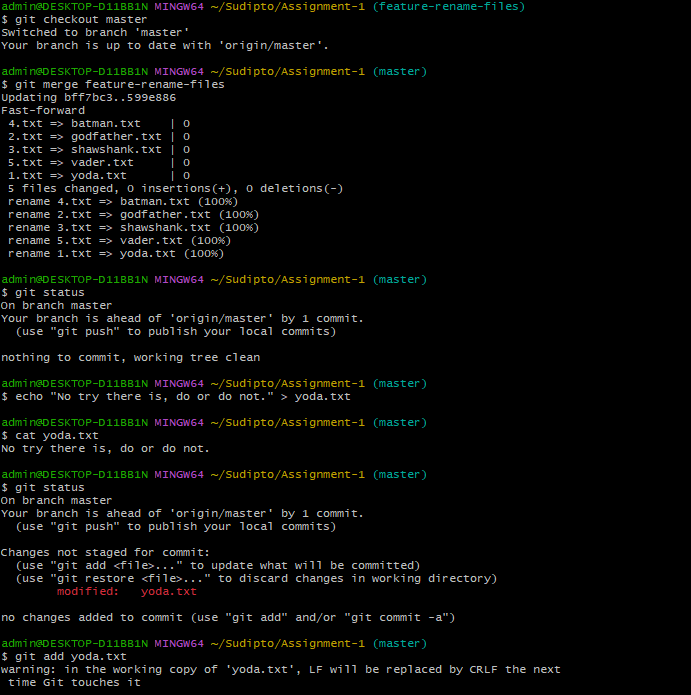 admin@DESKTOP-D11BB1N MINGW64 ~/Sudipto/Assignment-1 (feature-rename-files)
$ git checkout master
Switched to branch 'master'
Your branch is up to date with 'origin/master'.
admin@DESKTOP-D11BB1N MINGW64 ~/Sudipto/Assignment-1 (master)
$ git merge feature-rename-files
Updating bff7bc3..599e886
Fast-forward
 4.txt => batman.txt    | 0
 2.txt => godfather.txt | 0
 3.txt => shawshank.txt | 0
 5.txt => vader.txt     | 0
 1.txt => yoda.txt      | 0
 5 files changed, 0 insertions(+), 0 deletions(-)
 rename 4.txt => batman.txt (100%)
 rename 2.txt => godfather.txt (100%)
 rename 3.txt => shawshank.txt (100%)
 rename 5.txt => vader.txt (100%)
 rename 1.txt => yoda.txt (100%)
admin@DESKTOP-D11BB1N MINGW64 ~/Sudipto/Assignment-1 (master)
$ git status
On branch master
Your branch is ahead of 'origin/master' by 1 commit.
  (use "git push" to publish your local commits)
nothing to commit, working tree clean
admin@DESKTOP-D11BB1N MINGW64 ~/Sudipto/Assignment-1 (master)
$ echo "No try there is, do or do not." > yoda.txt
admin@DESKTOP-D11BB1N MINGW64 ~/Sudipto/Assignment-1 (master)
$ cat yoda.txt
No try there is, do or do not.
admin@DESKTOP-D11BB1N MINGW64 ~/Sudipto/Assignment-1 (master)
$ git status
On branch master
Your branch is ahead of 'origin/master' by 1 commit.
  (use "git push" to publish your local commits)
Changes not staged for commit:
  (use "git add <file>..." to update what will be committed)
  (use "git restore <file>..." to discard changes in working directory)
        modified:   yoda.txt
no changes added to commit (use "git add" and/or "git commit -a")
admin@DESKTOP-D11BB1N MINGW64 ~/Sudipto/Assignment-1 (master)
$ git add yoda.txt
warning: in the working copy of 'yoda.txt', LF will be replaced by CRLF the next
 time Git touches it